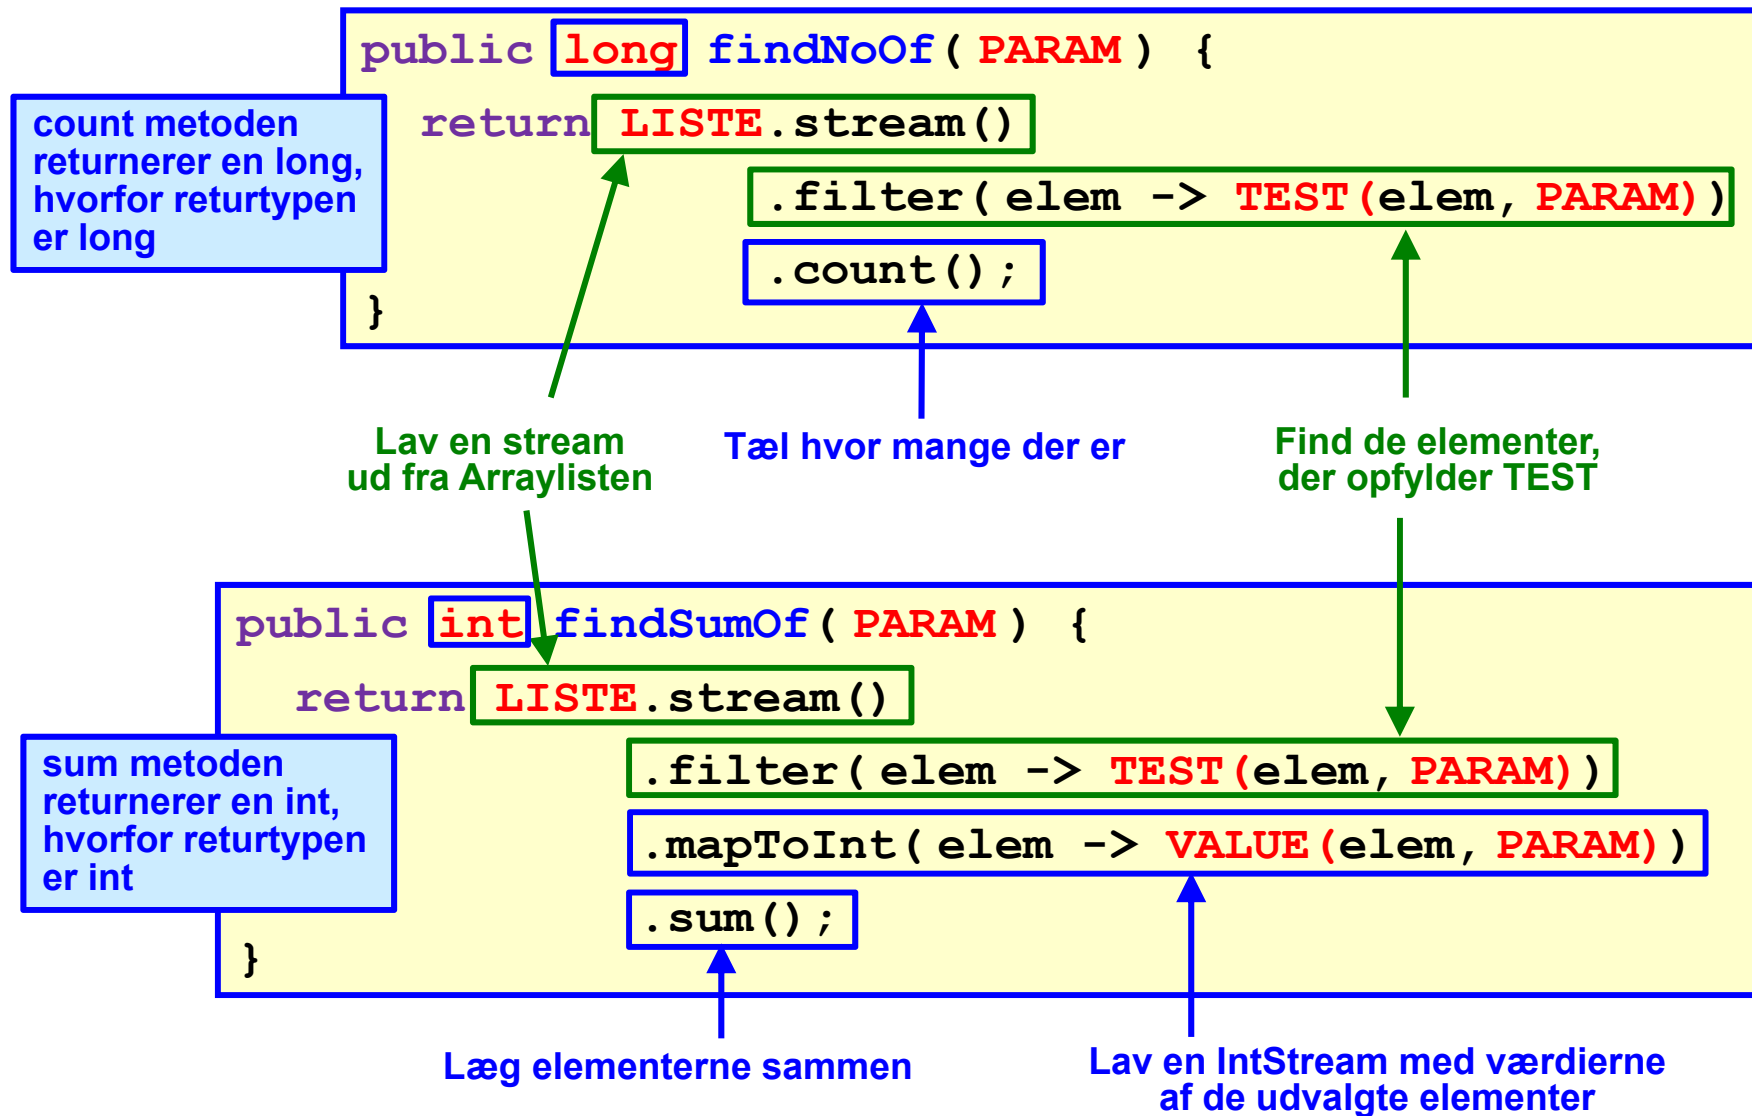 public long findNoOf( PARAM ) {
count metoden
returnerer en long,
hvorfor returtypen
er long
return LISTE.stream()
.filter( elem -> TEST(elem, PARAM))
.count();
}
Lav en stream
ud fra Arraylisten
Tæl hvor mange der er
Find de elementer,
der opfylder TEST
public int findSumOf( PARAM ) {
return LISTE.stream()
sum metoden
returnerer en int,
hvorfor returtypen
er int
.filter( elem -> TEST(elem, PARAM))
.mapToInt( elem -> VALUE(elem, PARAM))
.sum();
}
Læg elementerne sammen
Lav en IntStream med værdierne
af de udvalgte elementer